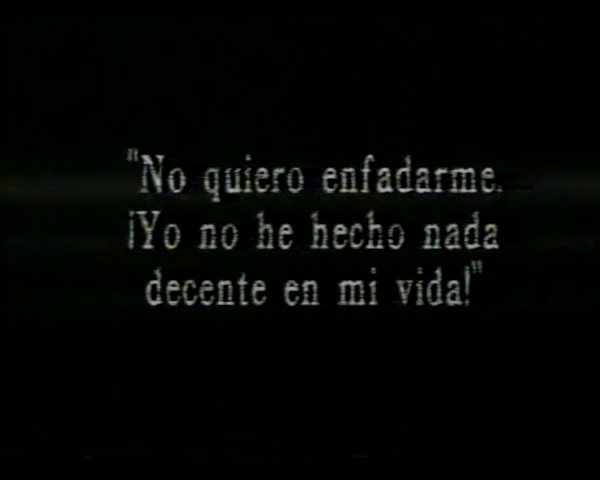 "No quiero enfadarme.
¡Yo no he hecho nada
decente en mi vida!"